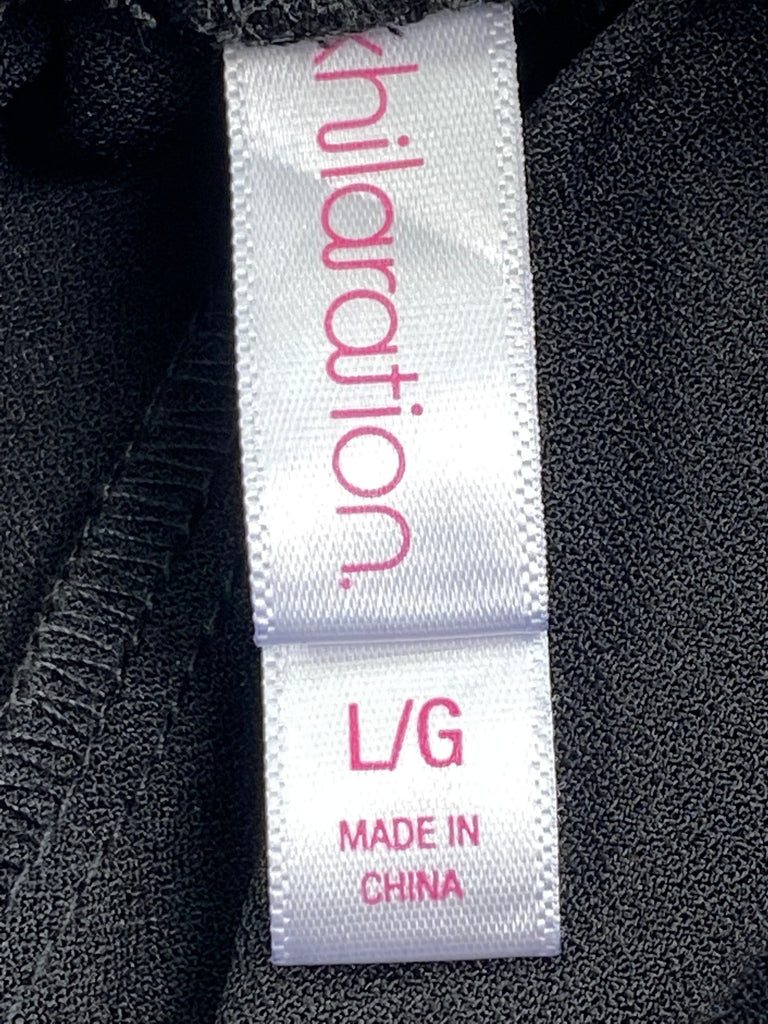 xhilaration.
L/G
MADE IN
CHINA